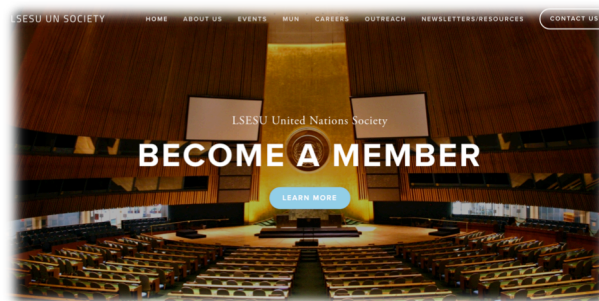 LSESU UN SOCIETY
HOME ABOUT US EVENTS MUN CAREERS OUTREACH NEWSLETTERS/RESOURCES CONTACT US
LSESU United Nations Society
BECOME A MEMBER
LEARN MORE